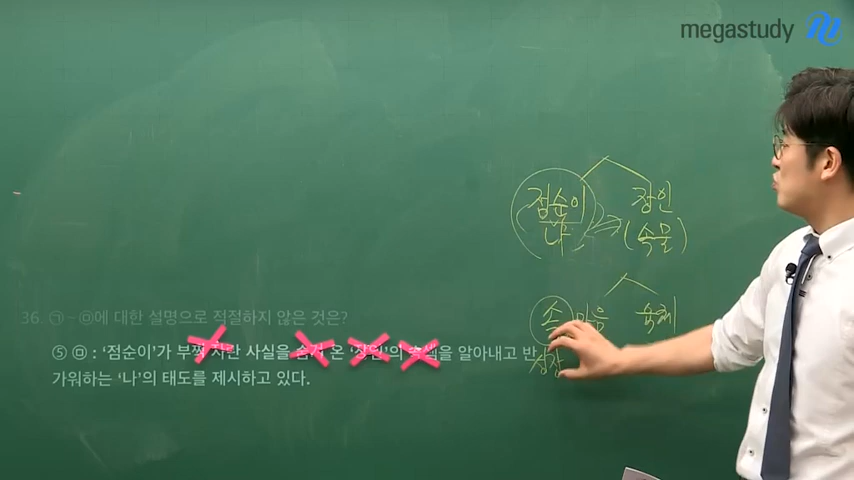 megastudy
점순이 장인
나 (속물)
소 마음 육체
성장
36. ㉠~㉤에 대한 설명으로 적절하지 않은 것은?
⑤ ㉤ : ‘점순이’가 부쩍 자란 사실을 숨겨 온 ‘장인’의 을 알아내고 반
가워하는 ‘나’의 태도를 제시하고 있다.